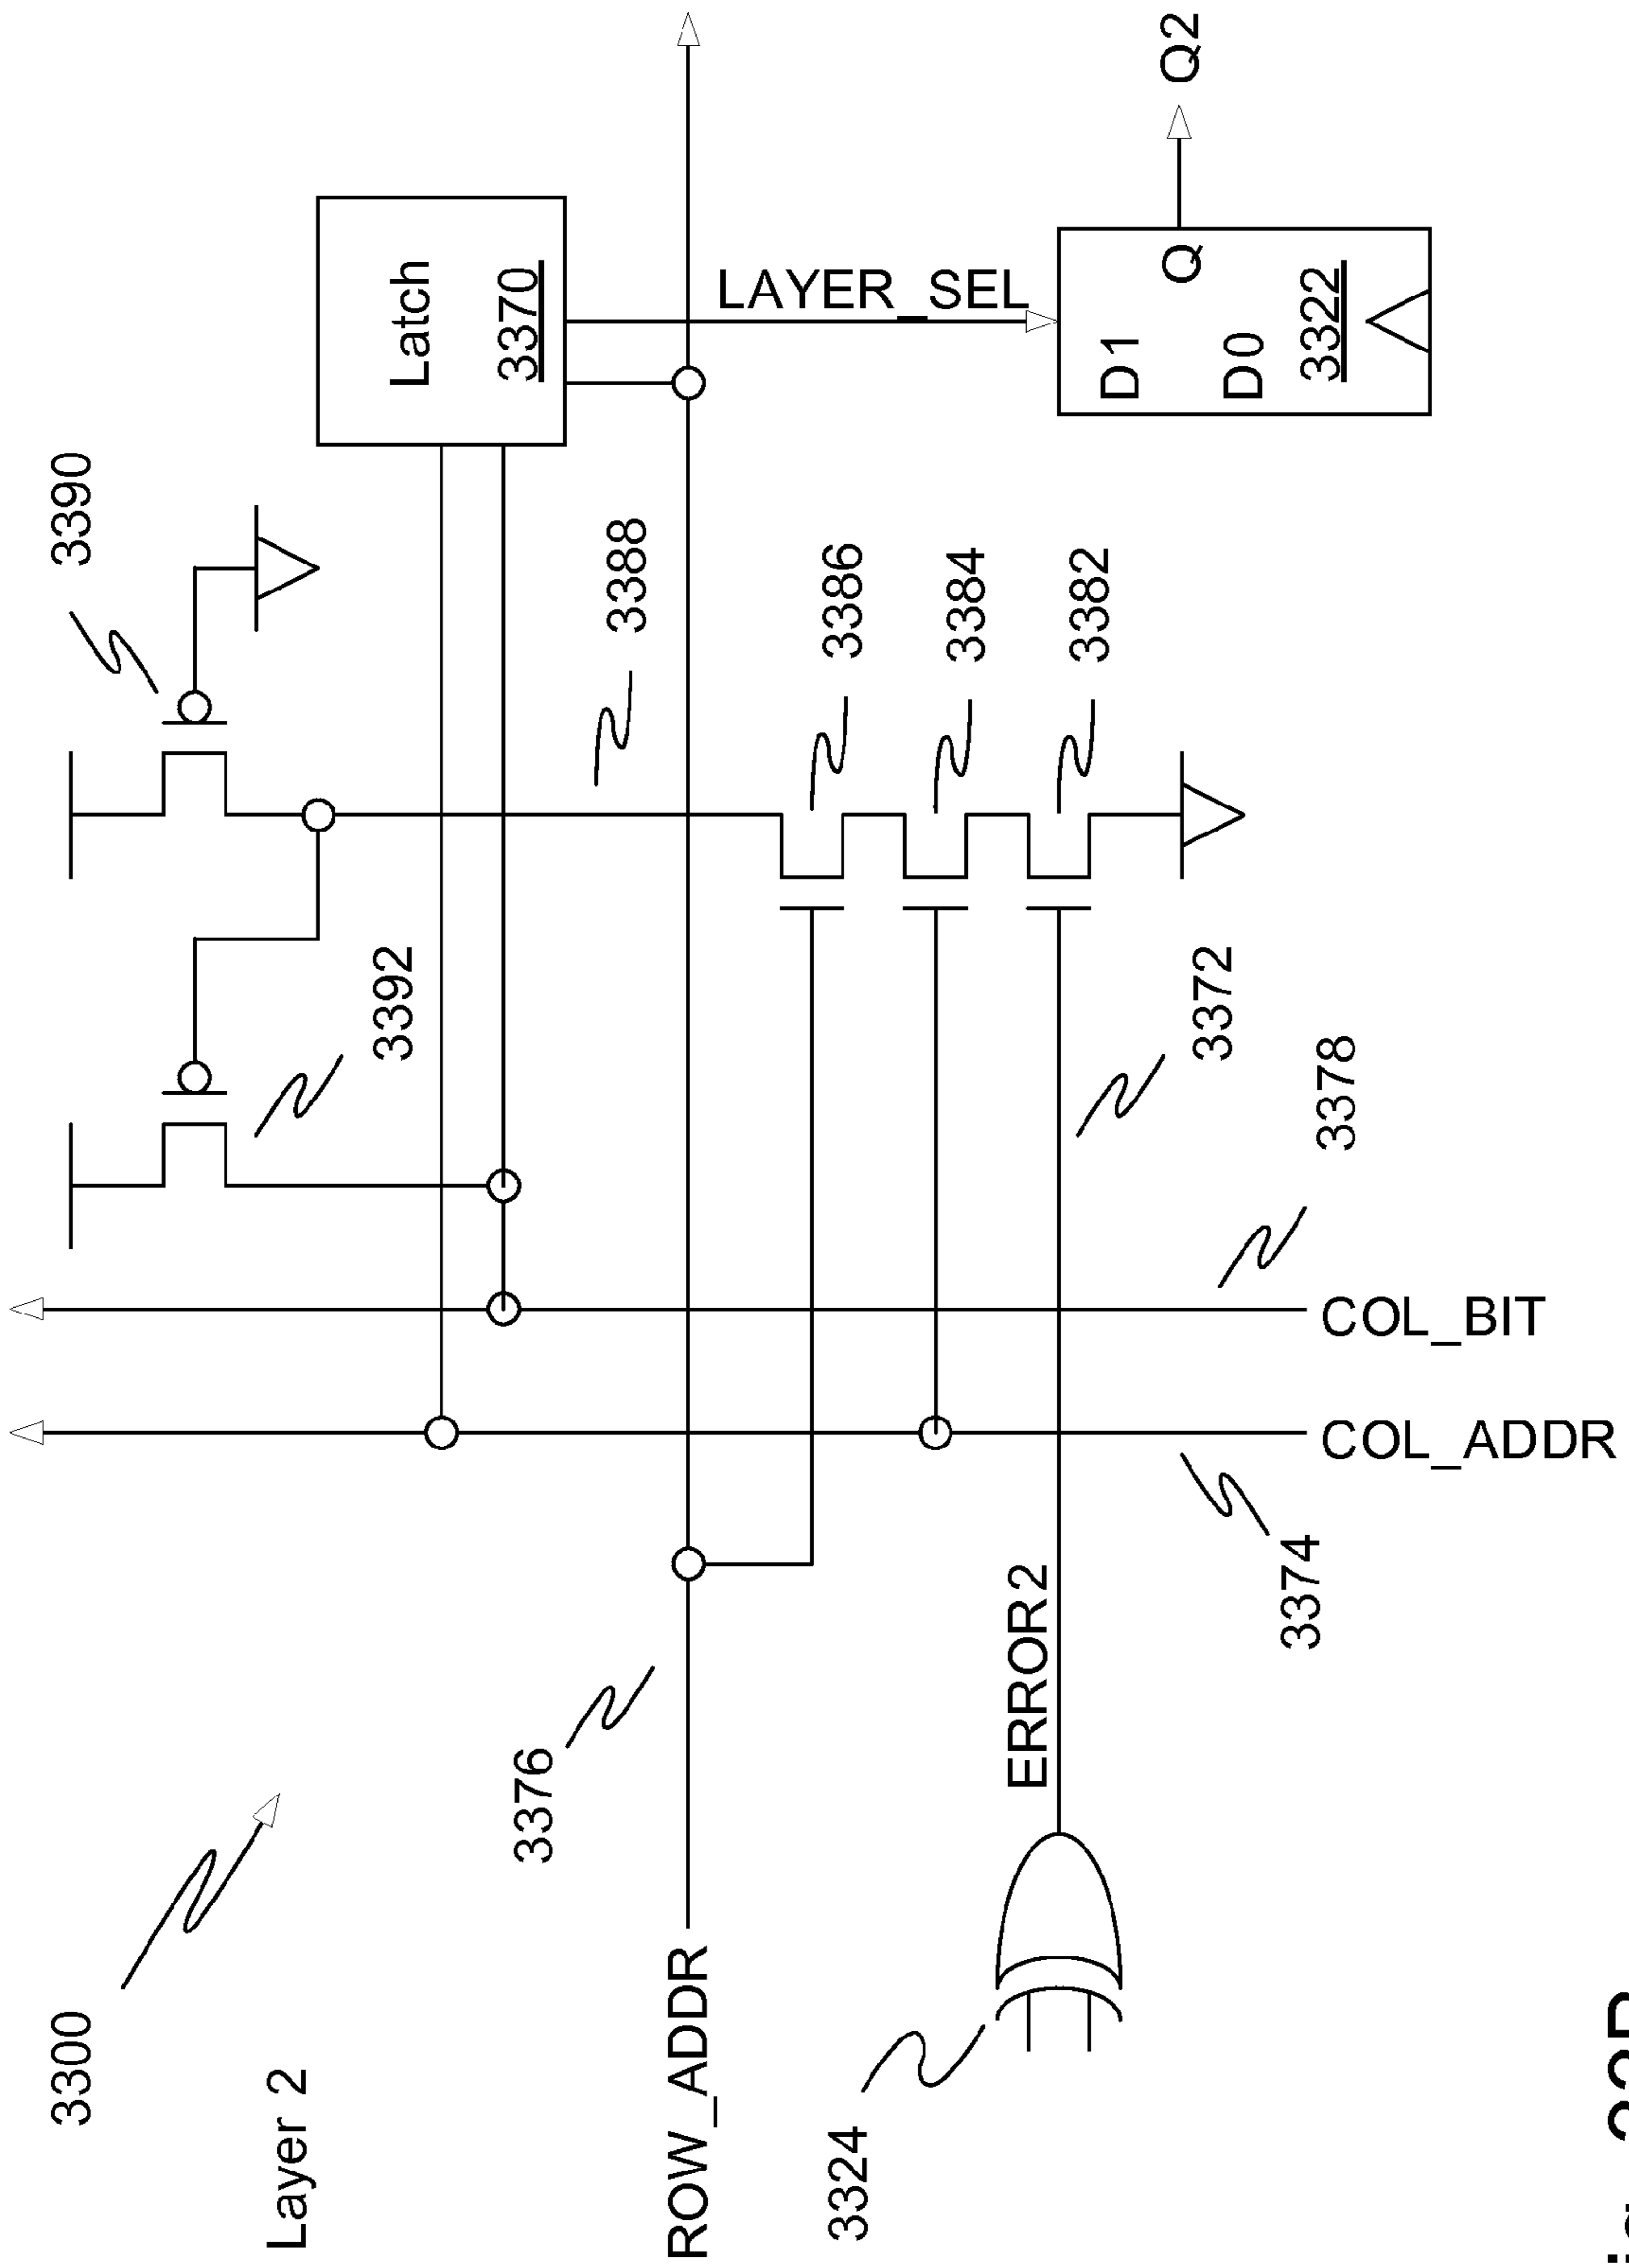 3300
3390
Layer 2
3392
Latch
3376
3370
3388
ROW_ADDR
LAYER_SEL
3324
3386
3384
ERROR2
3382
D1
Q
Q2
3372
D0
3374
3378
3322
COL_BIT
COL_ADDR